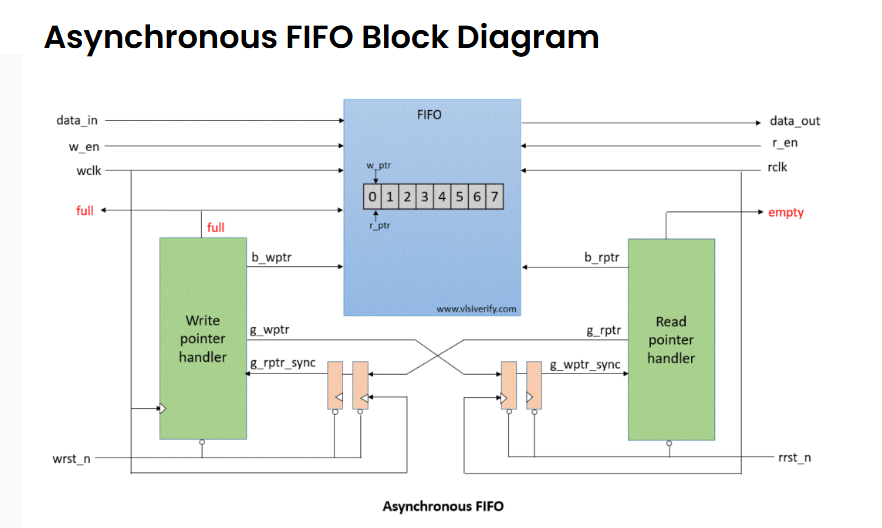 Asynchronous FIFO Block Diagram
FIFO
data_in
data_out
w_en
r_en
wclk
rclk
w_ptr
0 1 2 3 4 5 6 7
r_ptr
full
full
empty
b_wptr
b_rptr
www.vlsiverify.com
Write
pointer
handler
Read
pointer
handler
g_wptr
g_rptr
g_rptr_sync
g_wptr_sync
wrst_n
rrst_n
Asynchronous FIFO